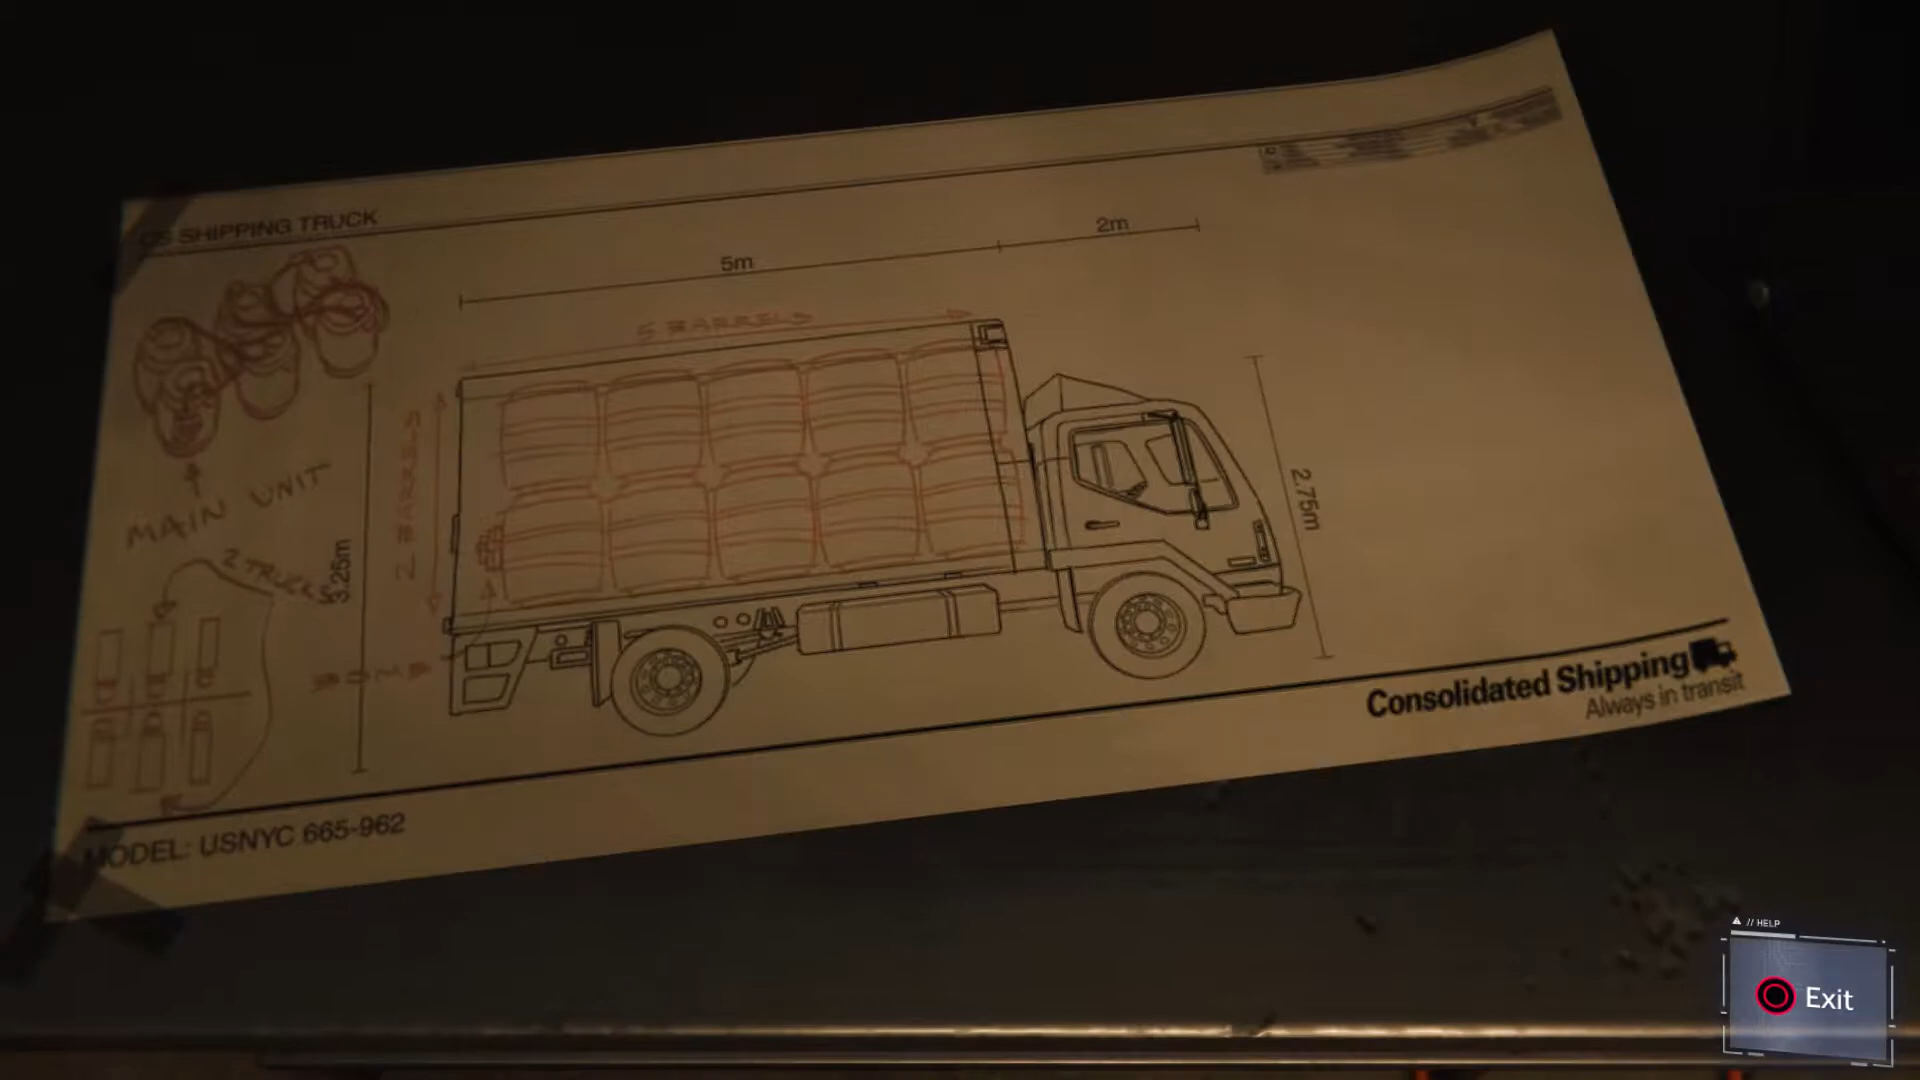 CS SHIPPING TRUCK
2m
5m
5 BARRELS
2 BARRELS
MAIN UNIT
2 TRUCKS
3.25m
2.75m
BOMB
Consolidated Shipping
Always in transit
MODEL: USNYC 665-962
// HELP
Exit